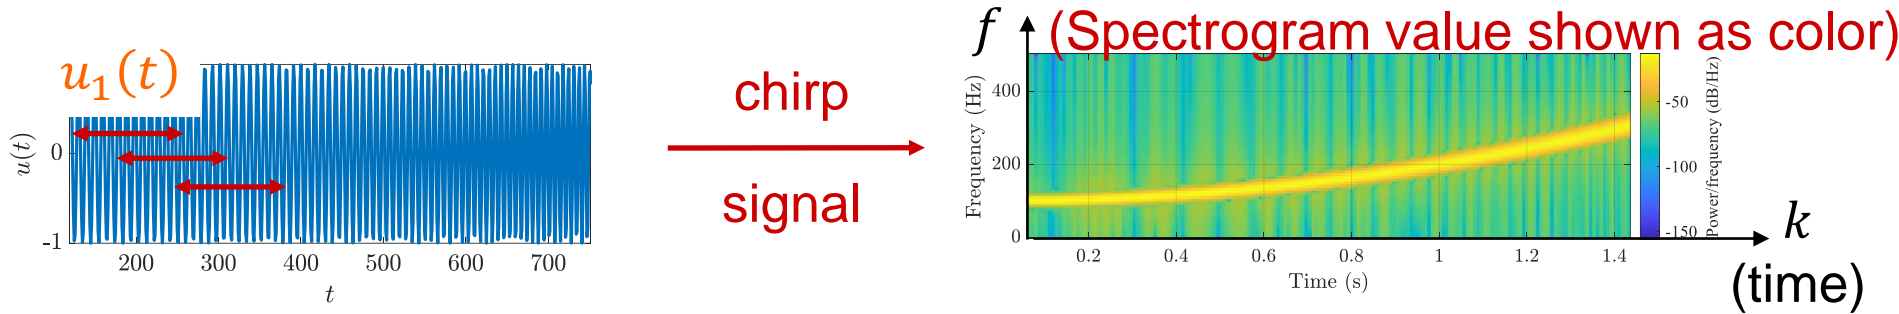 u₁(t)
u(t)
0
-1
200 300 400 500 600 700
t
chirp
signal
f (Spectrogram value shown as color)
Frequency (Hz)
400
200
0
0.2 0.4 0.6 0.8 1 1.2 1.4
Time (s)
-50
-100
-150
Power/frequency (dB/Hz)
k
(time)